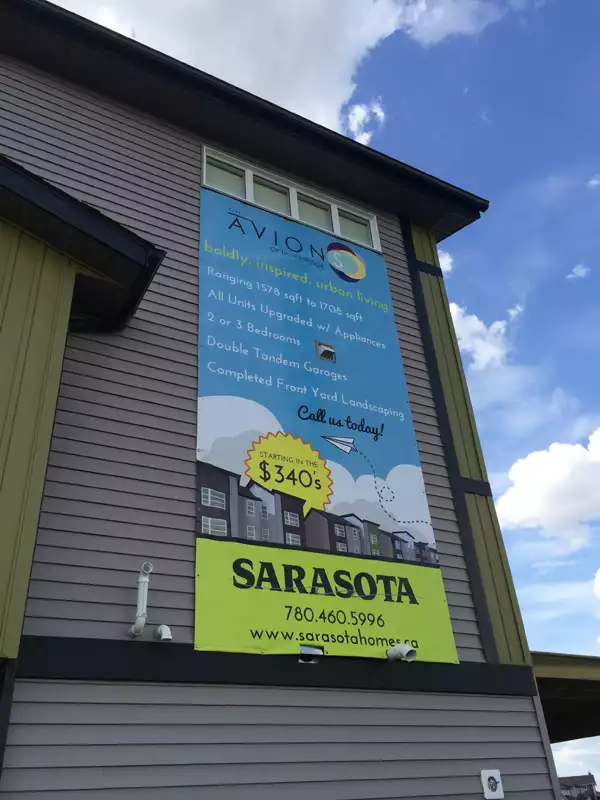 THE
AVION
S
boldly. inspired. urban living
Ranging 1578 sqft to 1708 sqft
All Units Upgraded w/ Appliances
2 or 3 Bedrooms
Double Tandem Garages
Completed Front Yard Landscaping
Call us today!
STARTING IN THE
$340's
SARASOTA
780.460.5996
www.sarasotahomes.ca